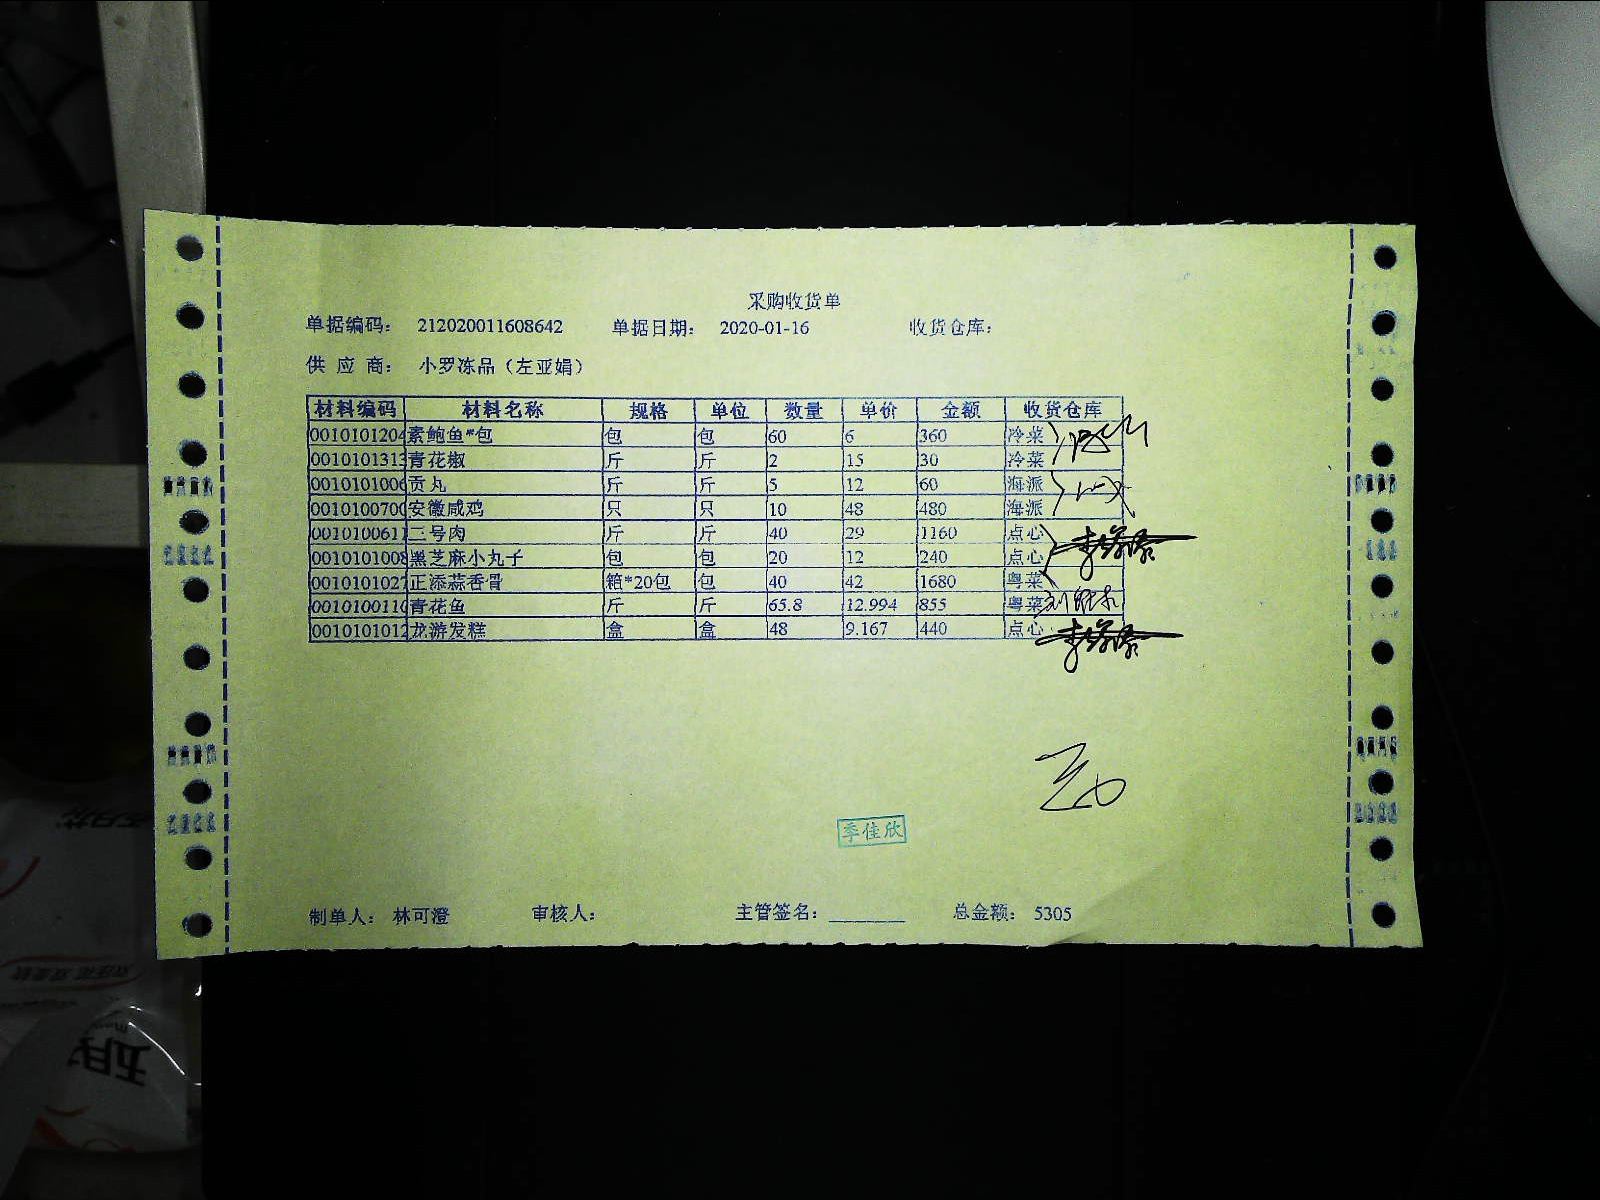 采购收货单
单据编码： 212020011608642 单据日期： 2020-01-16 收货仓库：
供 应 商： 小罗冻品（左亚娟）
材料编码 材料名称 规格 单位 数量 单价 金额 收货仓库
0010101204 素鲍鱼*包 包 包 60 6 360 冷菜
0010101313 青花椒 斤 斤 2 15 30 冷菜
0010101006 贡丸 斤 斤 5 12 60 海派
0010100700 安徽咸鸡 只 只 10 48 480 海派
0010100611 二号肉 斤 斤 40 29 1160 点心
0010101008 黑芝麻小丸子 包 包 20 12 240 点心
0010101027 正添蒜香骨 箱*20包 包 40 42 1680 粤菜
0010100110 青花鱼 斤 斤 65.8 12.994 855 粤菜
0010101012 龙游发糕 盒 盒 48 9.167 440 点心
季佳欣
制单人： 林可澄 审核人： 主管签名：________ 总金额： 5305